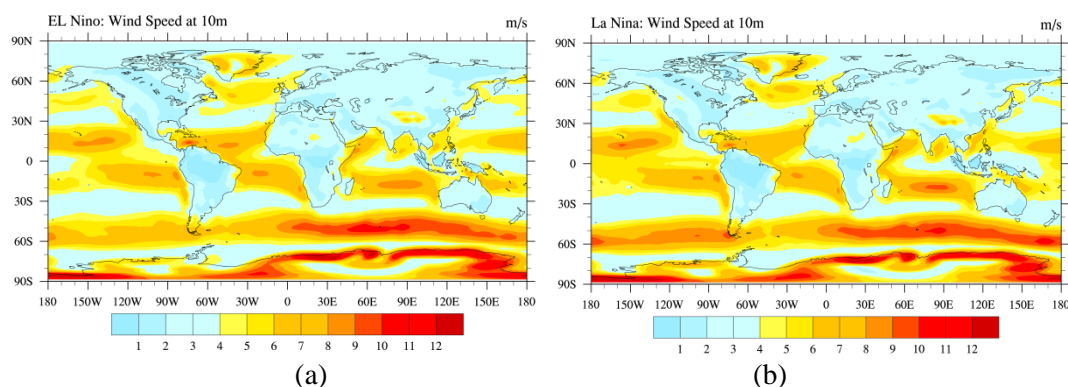 EL Nino: Wind Speed at 10m m/s
90N
60N
30N
0
30S
60S
90S
180 150W 120W 90W 60W 30W 0 30E 60E 90E 120E 150E 180
1 2 3 4 5 6 7 8 9 10 11 12
(a)
La Nina: Wind Speed at 10m m/s
90N
60N
30N
0
30S
60S
90S
180 150W 120W 90W 60W 30W 0 30E 60E 90E 120E 150E 180
1 2 3 4 5 6 7 8 9 10 11 12
(b)